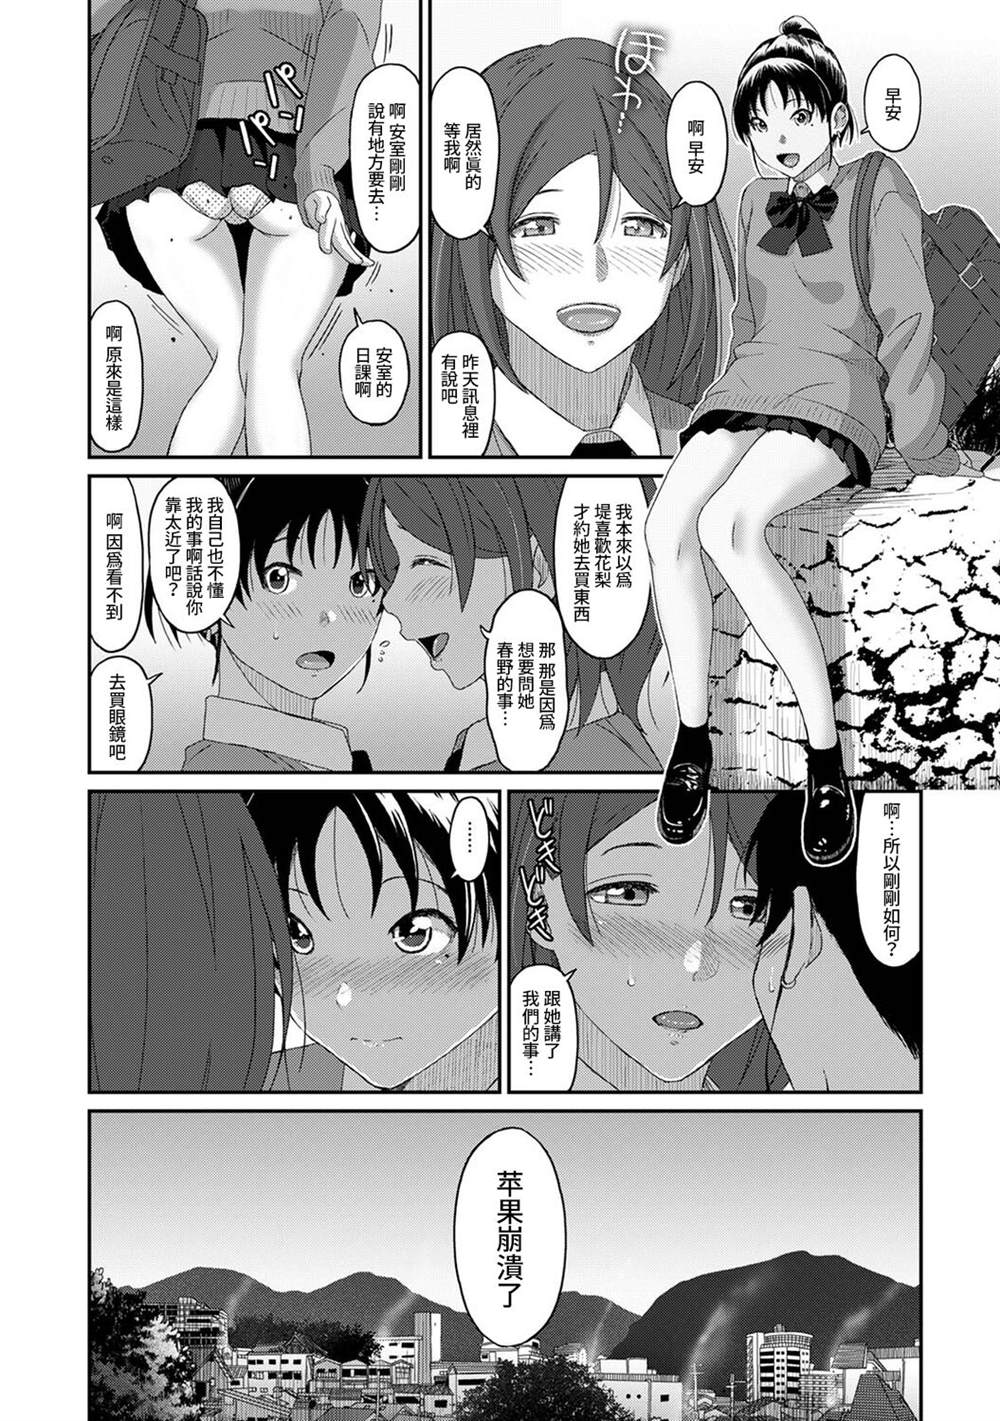 早安
啊 早安
ほわ…
居然眞的
等我啊
昨天訊息裡
有說吧
啊 安室剛剛
說有地方要去…
パパ
パパ
安室的
日課啊
啊 原來是這樣
我本來以爲
堤喜歡花梨
才約她去買東西
那 那是因爲
想要問她
春野的事…
我自己也不懂
我的事啊話說你
靠太近了吧？
啊 因爲看不到
去買眼鏡吧
啊…所以剛剛如何？
どきどき
跟她講了
我們的事…
……
苹果崩潰了